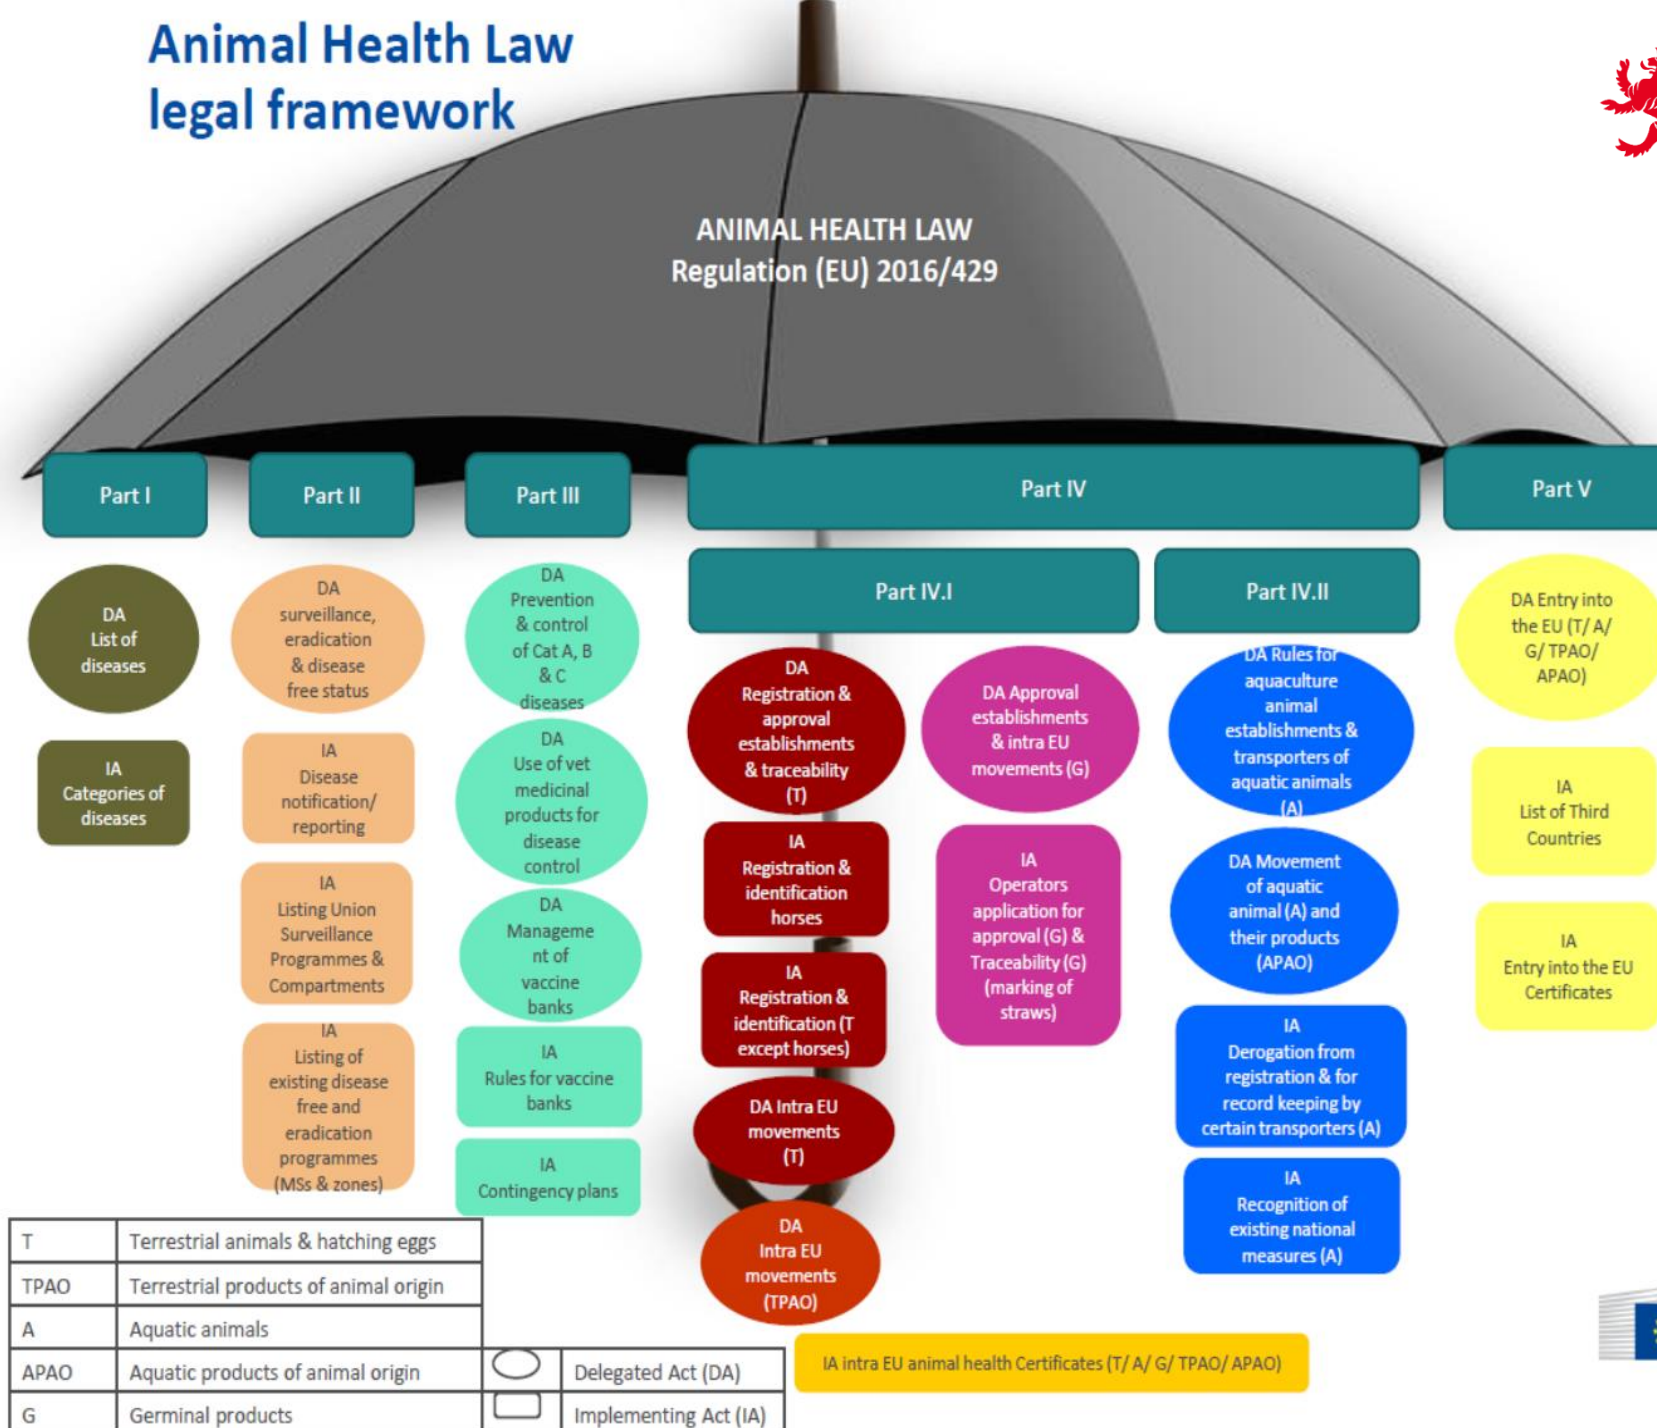 Animal Health Law
legal framework
ANIMAL HEALTH LAW
Regulation (EU) 2016/429
Part I
Part II
Part III
Part IV
Part V
Part IV.I
Part IV.II
DA
List of
diseases
IA
Categories of
diseases
DA
surveillance,
eradication
& disease
free status
IA
Disease
notification/
reporting
IA
Listing Union
Surveillance
Programmes &
Compartments
IA
Listing of
existing disease
free and
eradication
programmes
(MSs & zones)
DA
Prevention
& control
of Cat A, B
& C
diseases
DA
Use of vet
medicinal
products for
disease
control
DA
Manageme
nt of
vaccine
banks
IA
Rules for vaccine
banks
IA
Contingency plans
DA
Registration &
approval
establishments
& traceability
(T)
IA
Registration &
identification
horses
IA
Registration &
identification (T
except horses)
DA Intra EU
movements
(T)
DA
Intra EU
movements
(TPAO)
DA Approval
establishments
& intra EU
movements (G)
IA
Operators
application for
approval (G) &
Traceability (G)
(marking of
straws)
DA Rules for
aquaculture
animal
establishments &
transporters of
aquatic animals
(A)
DA Movement
of aquatic
animal (A) and
their products
(APAO)
IA
Derogation from
registration & for
record keeping by
certain transporters (A)
IA
Recognition of
existing national
measures (A)
DA Entry into
the EU (T/ A/
G/ TPAO/
APAO)
IA
List of Third
Countries
IA
Entry into the EU
Certificates
IA intra EU animal health Certificates (T/ A/ G/ TPAO/ APAO)
T Terrestrial animals & hatching eggs
TPAO Terrestrial products of animal origin
A Aquatic animals
APAO Aquatic products of animal origin
G Germinal products
Delegated Act (DA)
Implementing Act (IA)